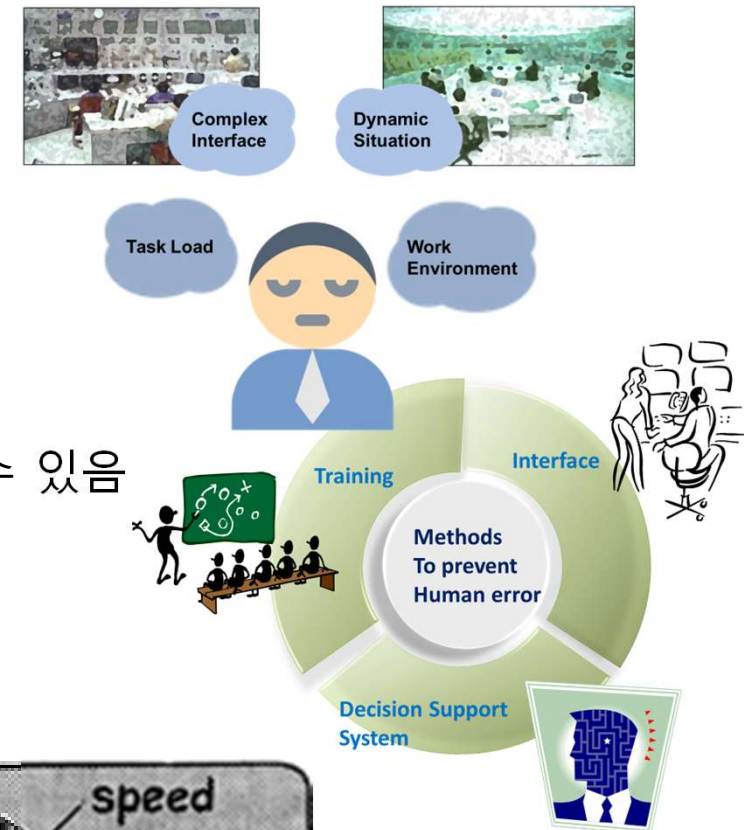 Complex
Interface
Dynamic
Situation
Task Load
Work
Environment
수 있음
Training
Interface
Methods
To prevent
Human error
Decision Support
System
speed